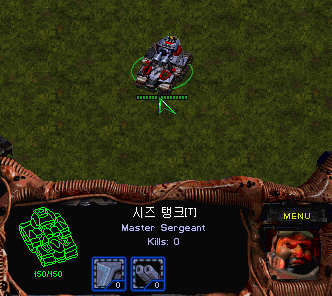 시즈 탱크[T]
Master Sergeant
Kills: 0
MENU
150/150
0
0